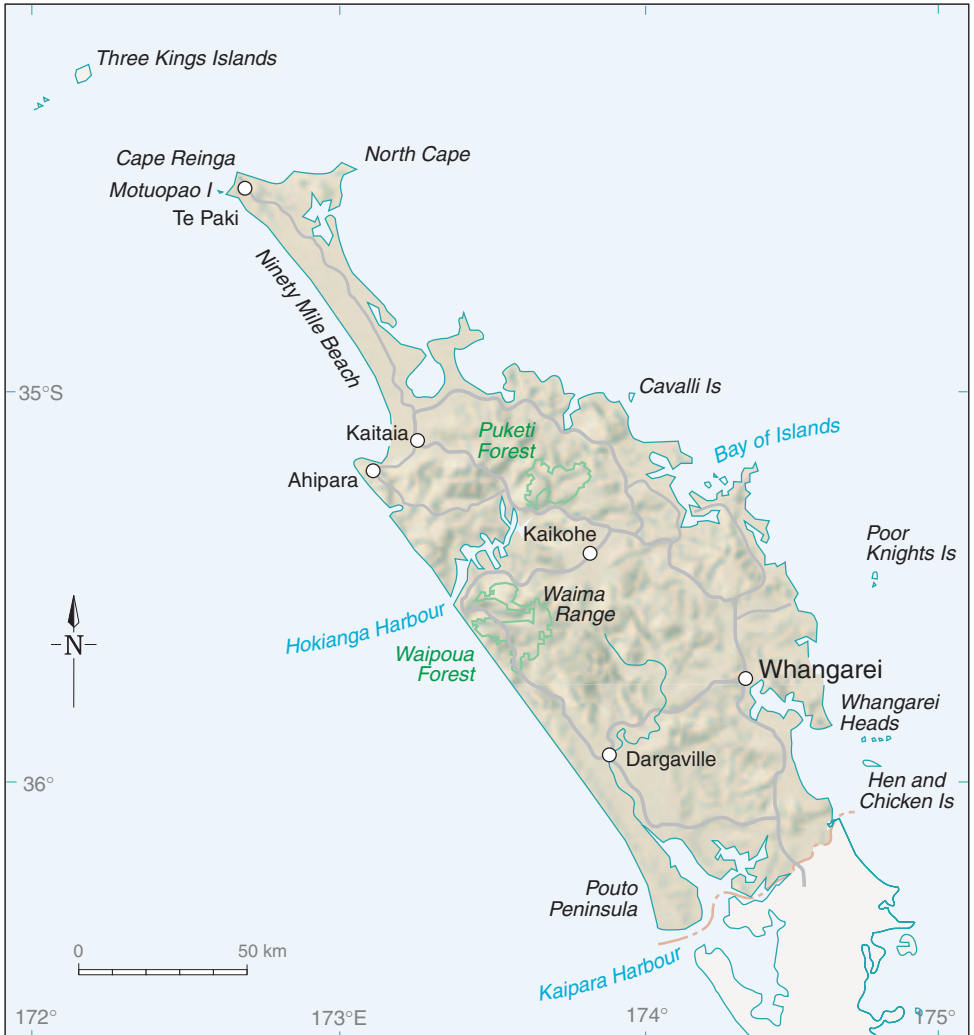 Three Kings Islands
Cape Reinga
North Cape
Motuopao I
Te Paki
Ninety Mile Beach
35°S
Cavalli Is
Kaitaia
Puketi
Forest
Bay of Islands
Ahipara
Kaikohe
Poor
Knights Is
Waima
Range
N
Hokianga Harbour
Waipoua
Forest
Whangarei
Whangarei
Heads
Dargaville
36°
Hen and
Chicken Is
Pouto
Peninsula
0 50 km
Kaipara Harbour
172° 173°E 174° 175°